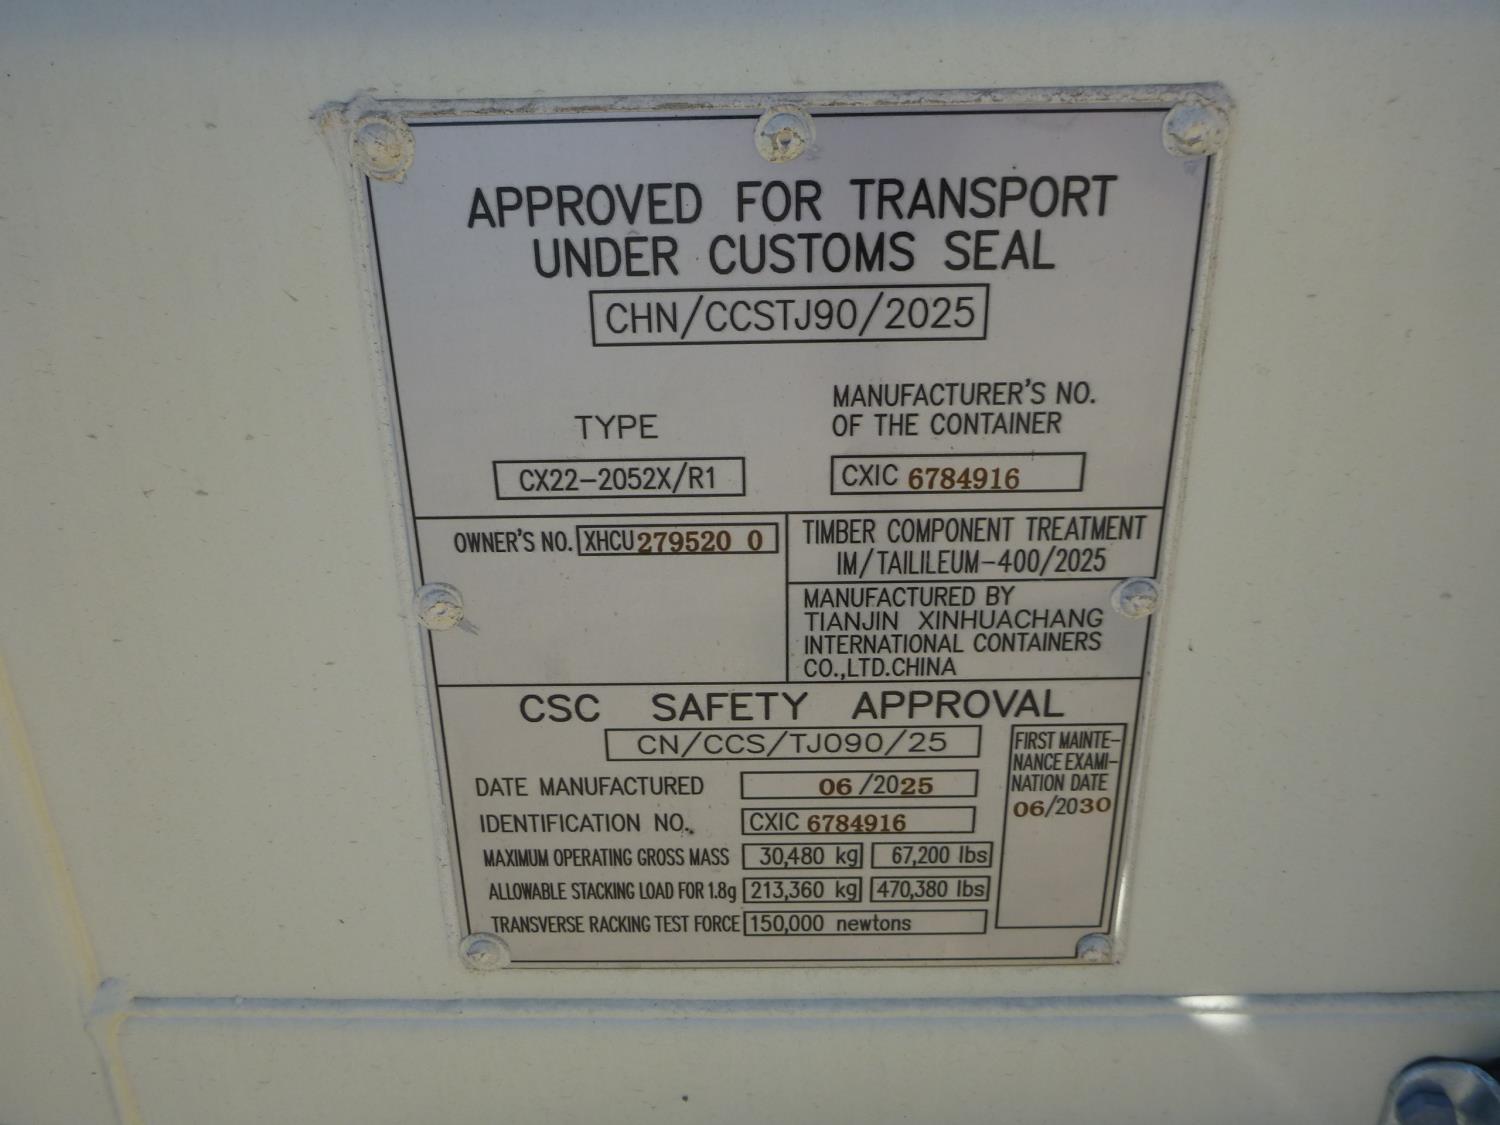 APPROVED FOR TRANSPORT
UNDER CUSTOMS SEAL
CHN/CCSTJ90/2025
TYPE
CX22-2052X/R1
MANUFACTURER'S NO.
OF THE CONTAINER
CXIC 6784916
OWNER'S NO. XHCU 279520 0
TIMBER COMPONENT TREATMENT
IM/TAILILEUM-400/2025
MANUFACTURED BY
TIANJIN XINHUACHANG
INTERNATIONAL CONTAINERS
CO.,LTD.CHINA
CSC SAFETY APPROVAL
CN/CCS/TJ090/25
DATE MANUFACTURED 06/2025
IDENTIFICATION NO. CXIC 6784916
MAXIMUM OPERATING GROSS MASS 30,480 kg 67,200 lbs
ALLOWABLE STACKING LOAD FOR 1.8g 213,360 kg 470,380 lbs
TRANSVERSE RACKING TEST FORCE 150,000 newtons
FIRST MAINTE-
NANCE EXAMI-
NATION DATE
06/2030